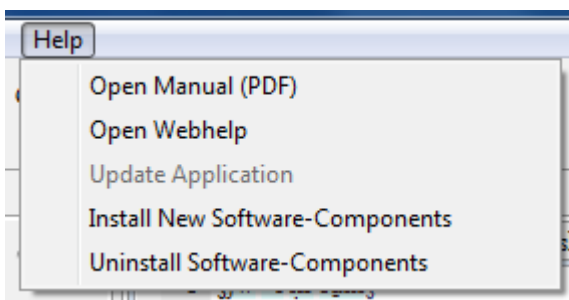 Help
Open Manual (PDF)
Open Webhelp
Update Application
Install New Software-Components
Uninstall Software-Components